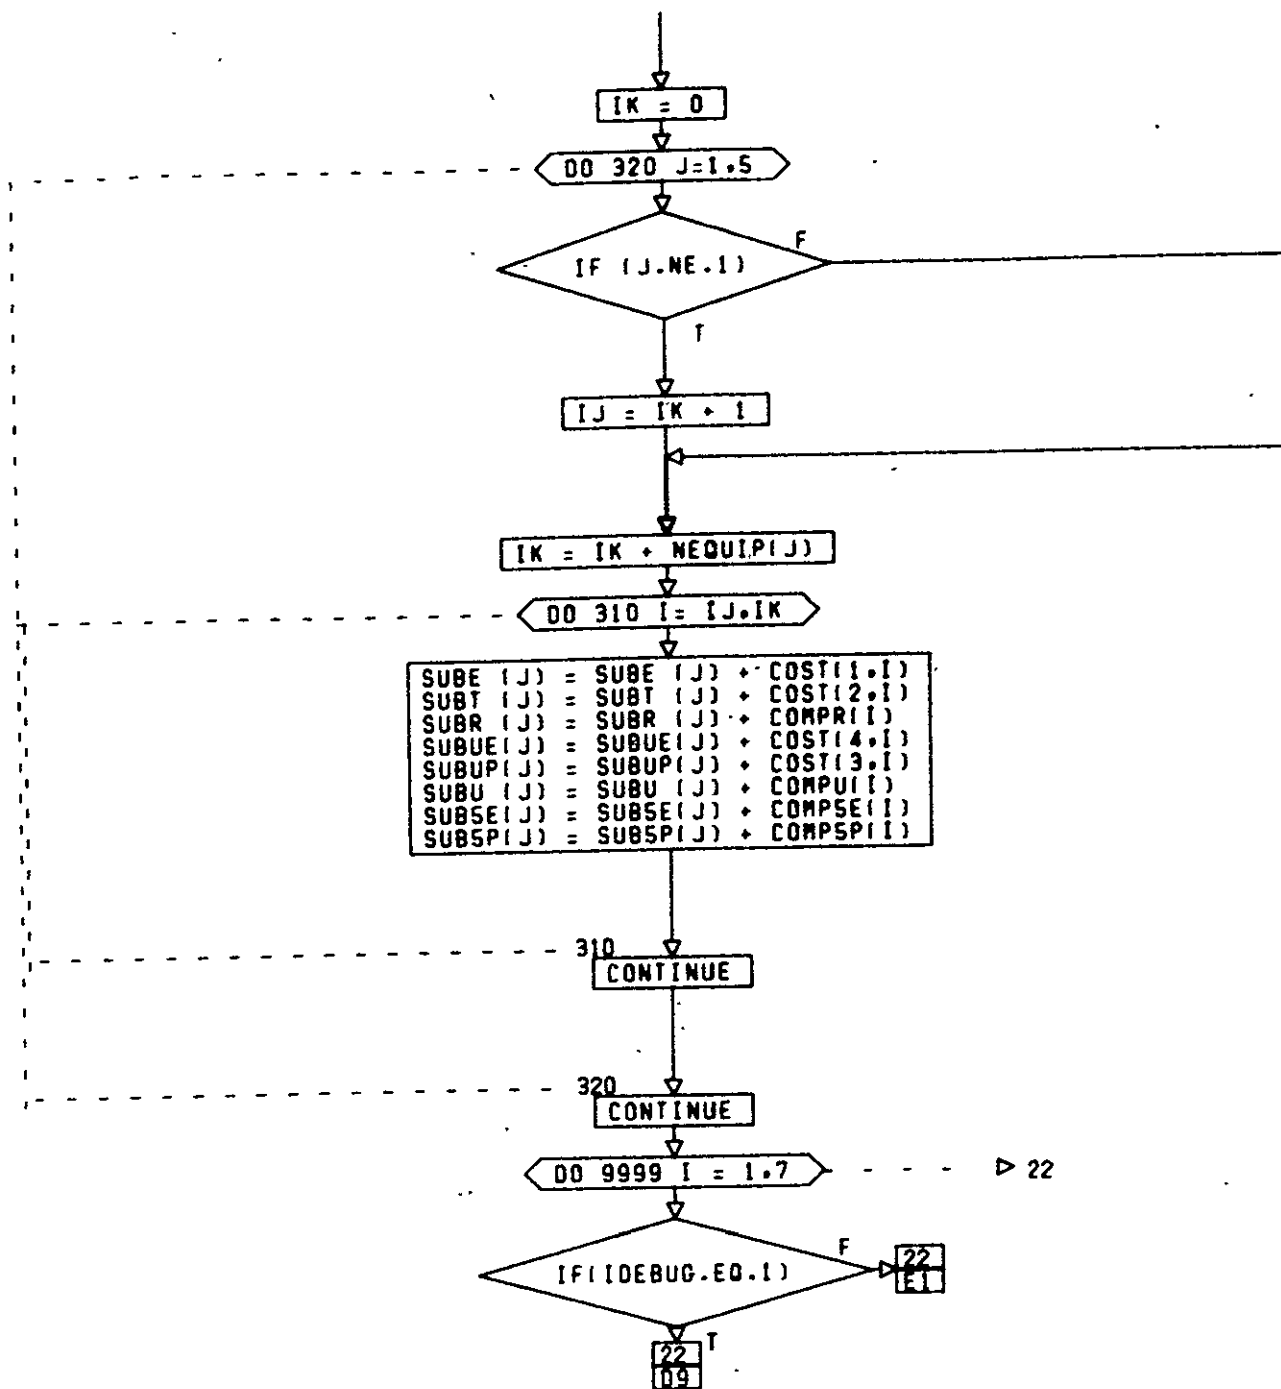 IK = 0
DO 320 J=1,5
F
IF (J.NE.1)
T
IJ = IK + 1
IK = IK + NEQUIP(J)
DO 310 I= IJ,IK
SUBE (J) = SUBE (J) + COST(1,I)
SUBT (J) = SUBT (J) + COST(2,I)
SUBR (J) = SUBR (J) + COMPR(I)
SUBUE(J) = SUBUE(J) + COST(4,I)
SUBUP(J) = SUBUP(J) + COST(3,I)
SUBU (J) = SUBU (J) + COMPU(I)
SUBSE(J) = SUBSE(J) + COMPSE(I)
SUBSP(J) = SUBSP(J) + COMPSP(I)
310
CONTINUE
320
CONTINUE
DO 9999 I = 1,7
22
F
IF(IDEBUG.EQ.1)
22
E1
T
22
D9